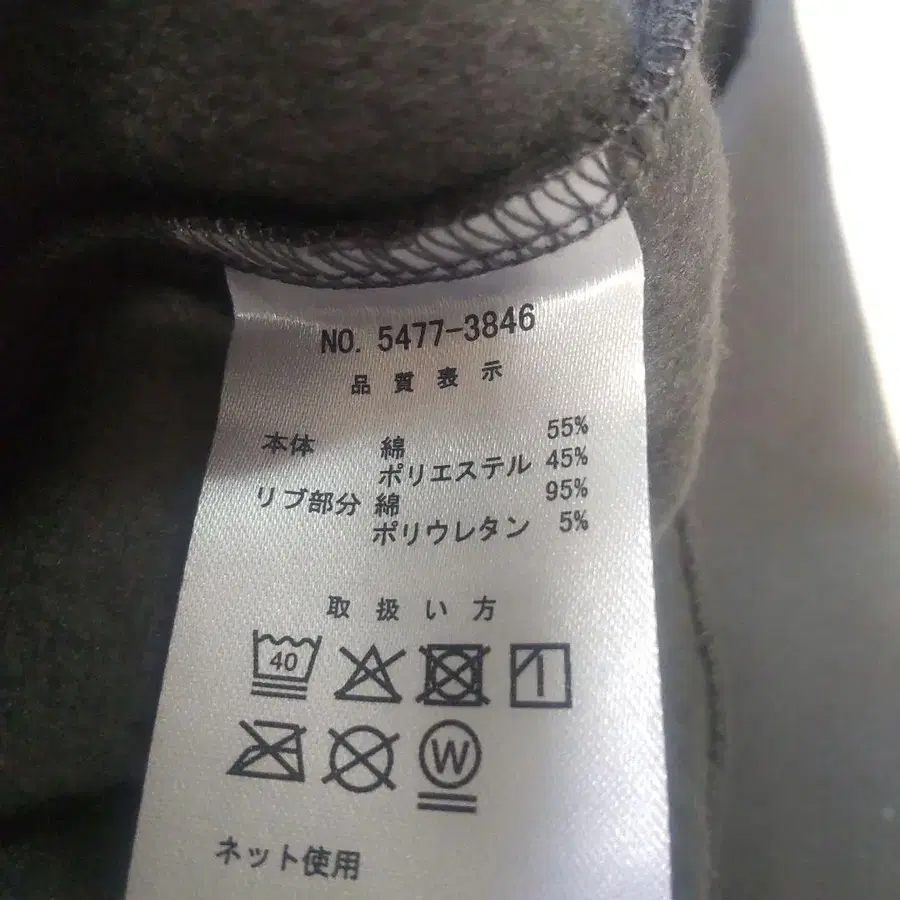 NO. 5477-3846
品質表示
本体 綿 55%
ポリエステル 45%
リブ部分 綿 95%
ポリウレタン 5%
取扱い方
40
W
ネット使用